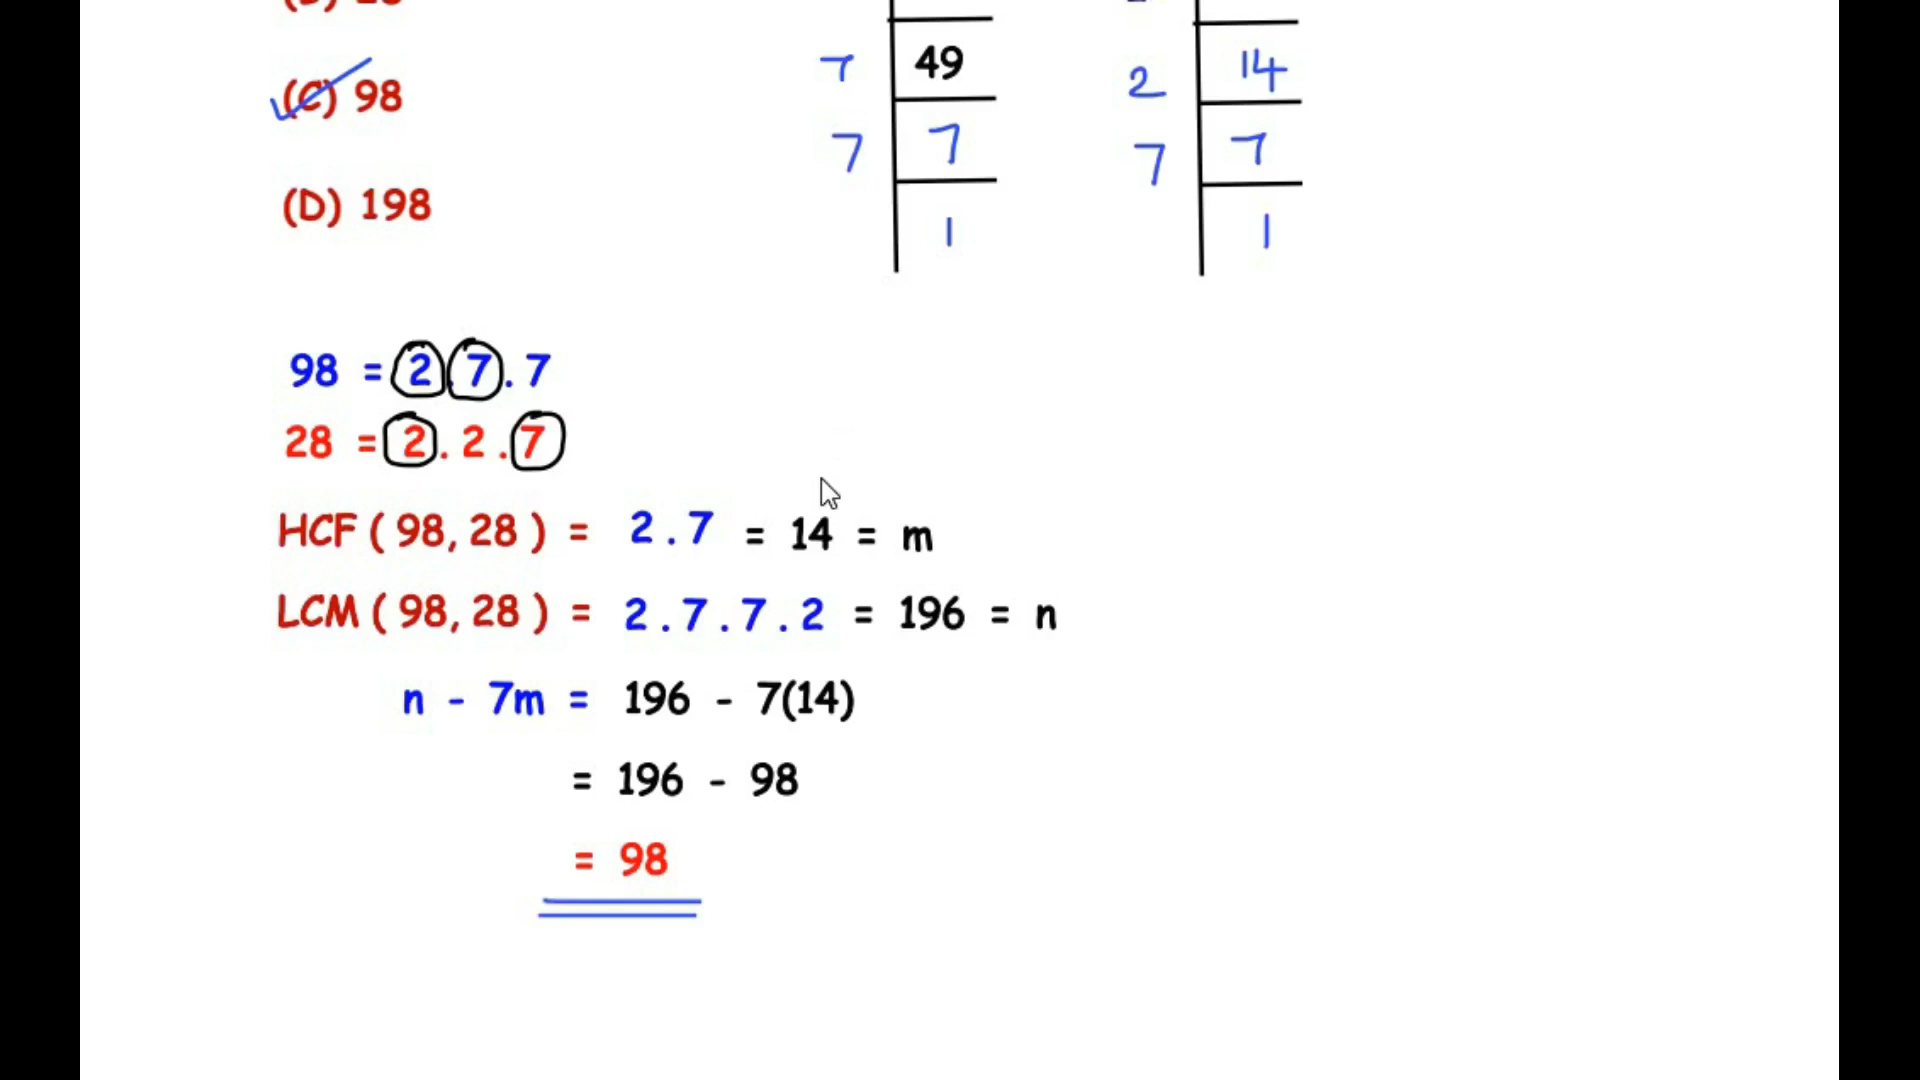 (C) 98
(D) 198
7 49
7 7
1
2 14
7 7
1
98 = 2 . 7 . 7
28 = 2 . 2 . 7
HCF ( 98, 28 ) = 2 . 7 = 14 = m
LCM ( 98, 28 ) = 2 . 7 . 7 . 2 = 196 = n
n - 7m = 196 - 7(14)
= 196 - 98
= 98